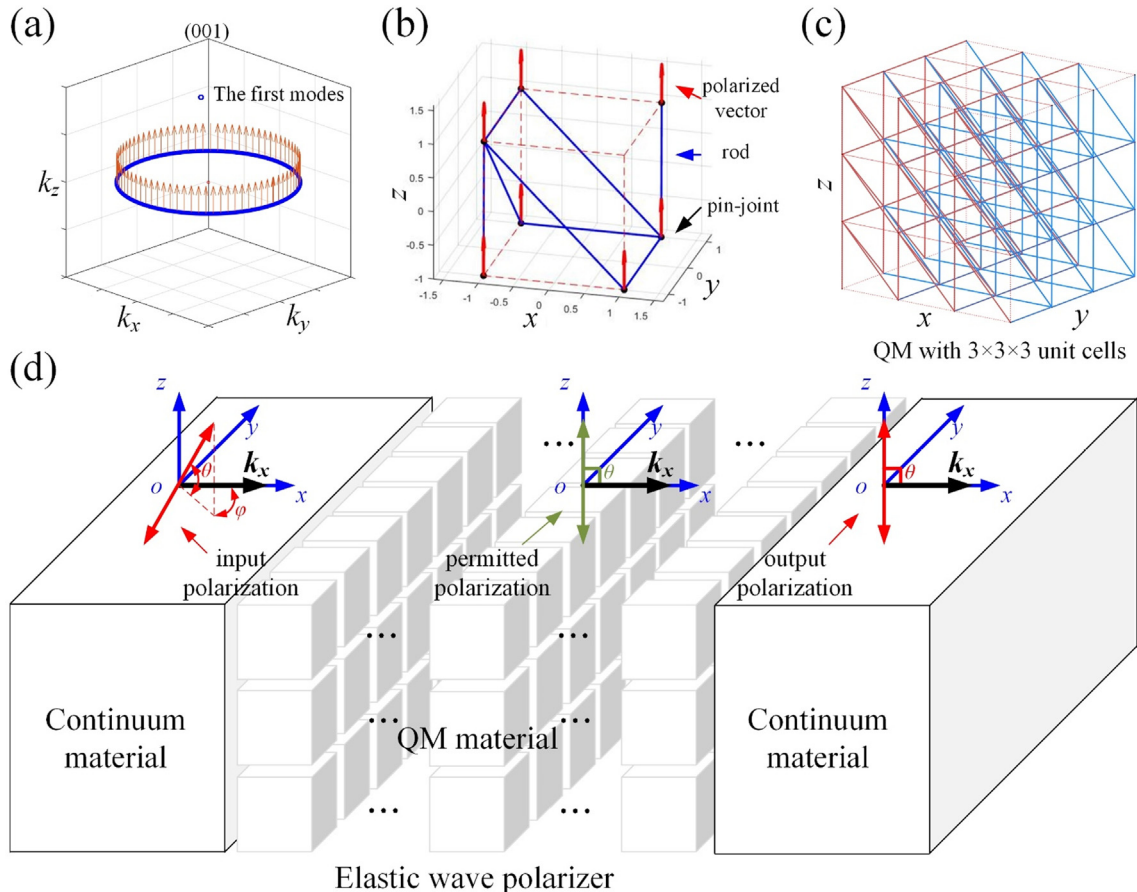 (a)
(001)
The first modes
k_z
k_x
k_y
(b)
polarized
vector
rod
pin-joint
1.5
1
0.5
0
-0.5
-1
z
-1.5
-1
-0.5
0
0.5
1
1.5
x
-1
0
1
y
(c)
z
x
y
QM with 3×3×3 unit cells
(d)
z
y
θ
k_x
o
x
φ
input
polarization
z
y
θ
k_x
o
x
permitted
polarization
z
y
θ
k_x
o
x
output
polarization
...
...
...
...
...
...
...
...
Continuum
material
QM material
Continuum
material
Elastic wave polarizer